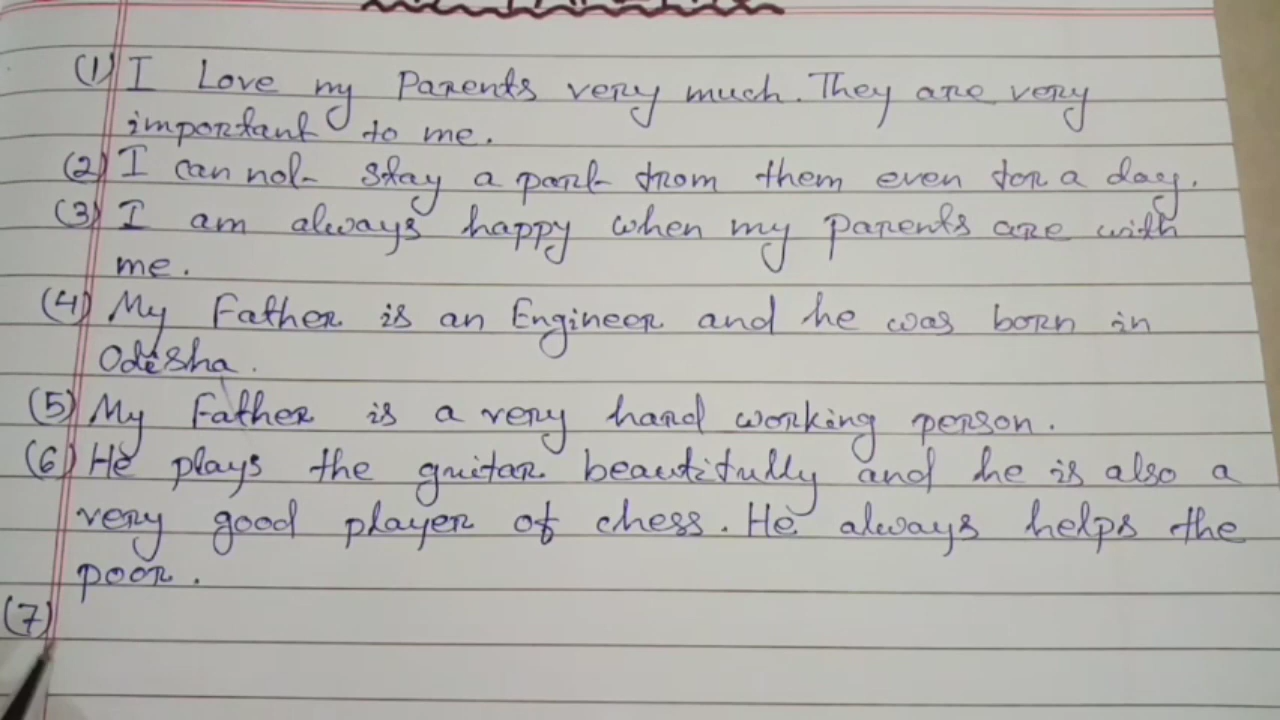 (1) I Love my Parents very much. They are very
important to me.
(2) I can not stay a part from them even for a day.
(3) I am always happy when my parents are with
me.
(4) My Father is an Engineer and he was born in
Odesha.
(5) My Father is a very hard working person.
(6) He plays the guitar beautifully and he is also a
very good player of chess. He always helps the
poor.
(7)